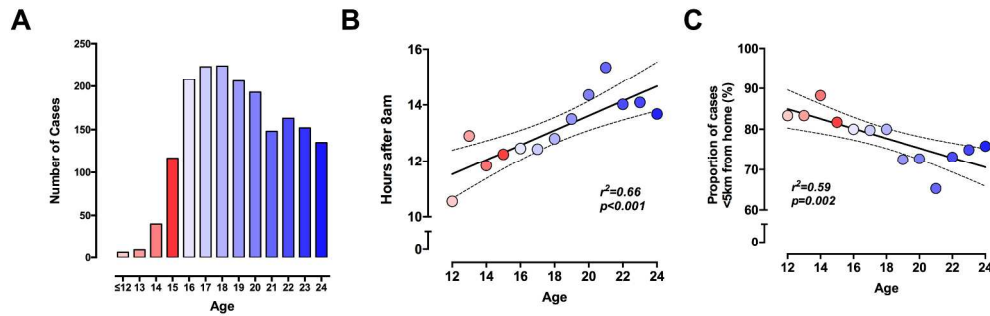 A
Number of Cases
250
200
150
100
50
0
≤12 13 14 15 16 17 18 19 20 21 22 23 24
Age
B
Hours after 8am
16
14
12
10
0
r²=0.66
p<0.001
12 14 16 18 20 22 24
Age
C
Proportion of cases
<5km from home (%)
90
80
70
60
0
r²=0.59
p=0.002
12 14 16 18 20 22 24
Age